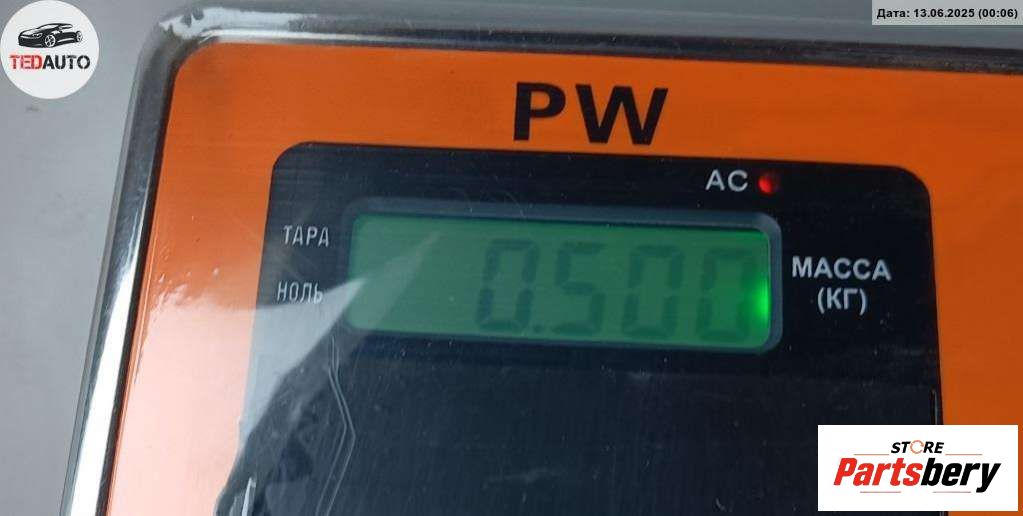 Дата: 13.06.2025 (00:06)
TEDAUTO
PW
AC
ТАРА
НОЛЬ
0.500
МАССА
(КГ)
STORE
Partsbery